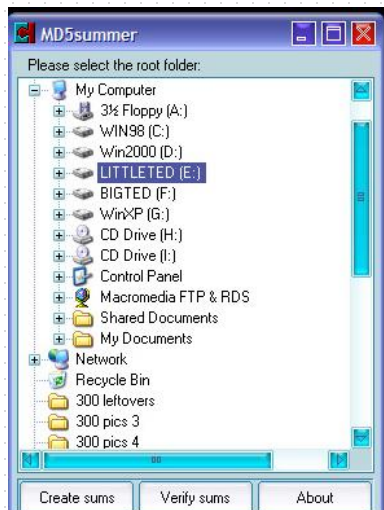 MD5summer
Please select the root folder:
My Computer
3½ Floppy (A:)
WIN98 (C:)
Win2000 (D:)
LITTLETED (E:)
BIGTED (F:)
WinXP (G:)
CD Drive (H:)
CD Drive (I:)
Control Panel
Macromedia FTP & RDS
Shared Documents
My Documents
Network
Recycle Bin
300 leftovers
300 pics 3
300 pics 4
Create sums Verify sums About